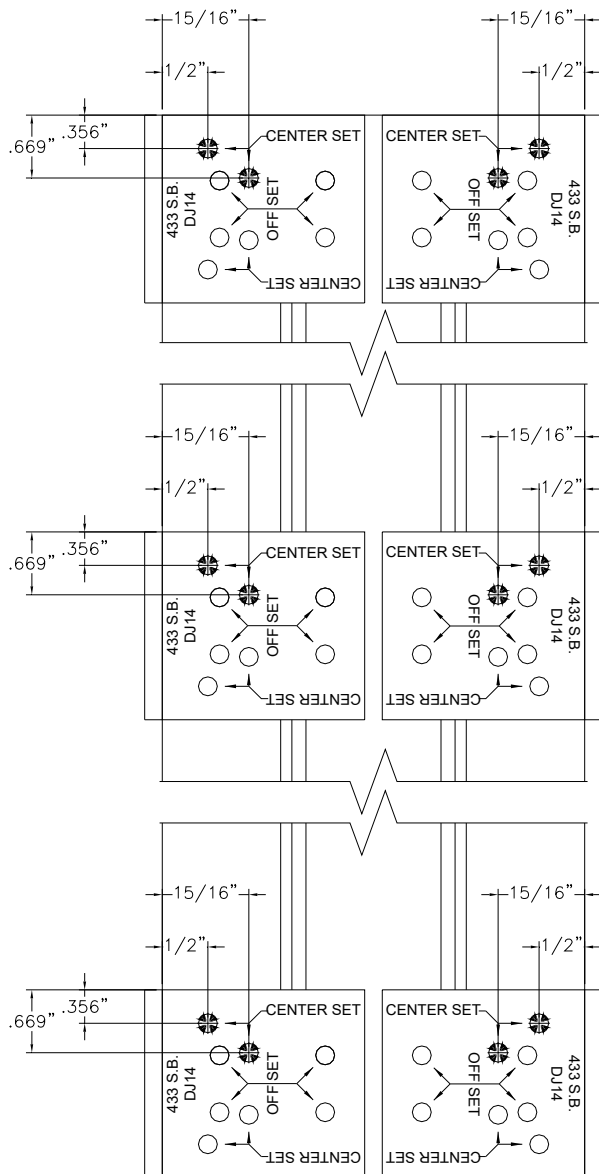 15/16" 15/16"
1/2" 1/2"
.356"
.669"
CENTER SET CENTER SET
433 S.B. DJ14 OFF SET OFF SET 433 S.B. DJ14
CENTER SET CENTER SET
15/16" 15/16"
1/2" 1/2"
.356"
.669"
CENTER SET CENTER SET
433 S.B. DJ14 OFF SET OFF SET 433 S.B. DJ14
CENTER SET CENTER SET
15/16" 15/16"
1/2" 1/2"
.356"
.669"
CENTER SET CENTER SET
433 S.B. DJ14 OFF SET OFF SET 433 S.B. DJ14
CENTER SET CENTER SET